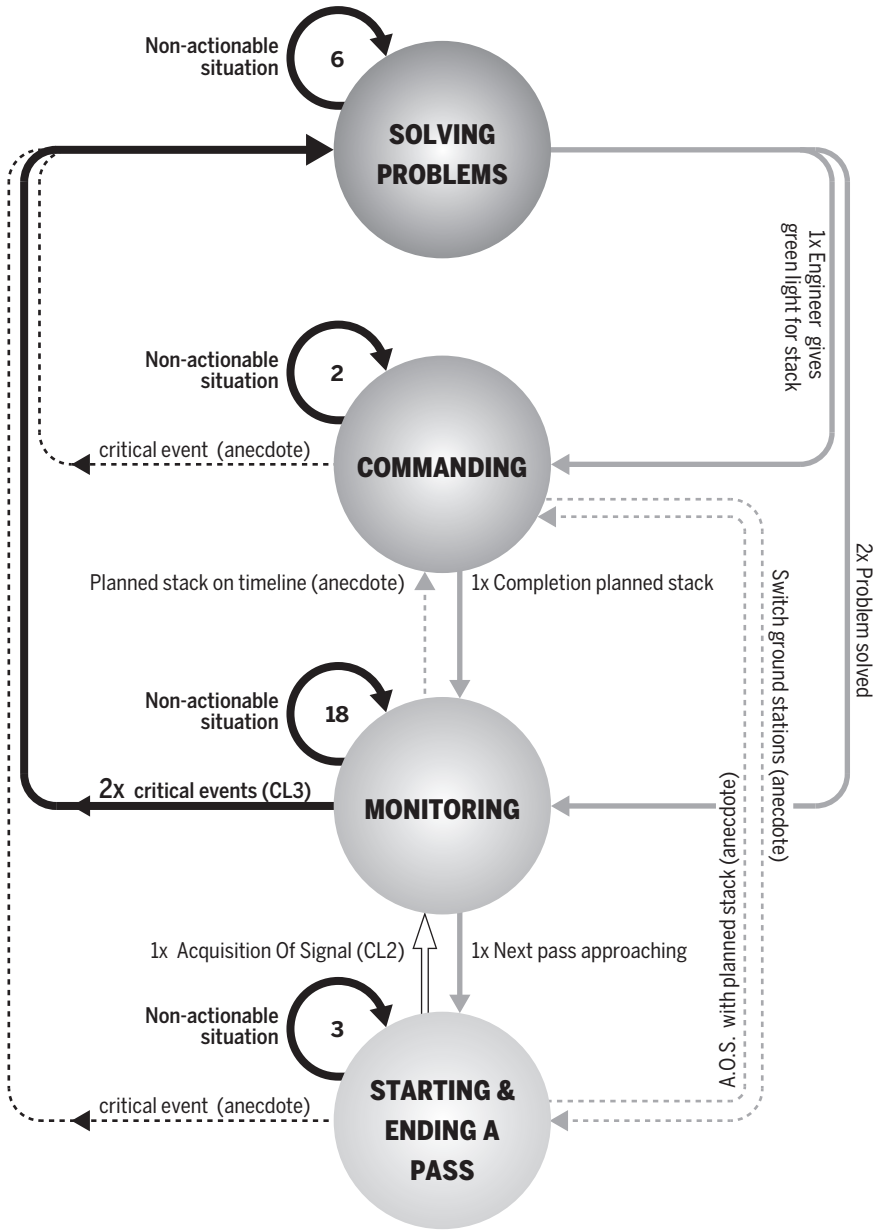 Non-actionable
situation
6
SOLVING
PROBLEMS
1x Engineer gives
green light for stack
Non-actionable
situation
2
critical event (anecdote)
COMMANDING
Planned stack on timeline (anecdote)
1x Completion planned stack
Switch ground stations (anecdote)
2x Problem solved
Non-actionable
situation
18
2x critical events (CL3)
MONITORING
A.O.S. with planned stack (anecdote)
1x Acquisition Of Signal (CL2)
1x Next pass approaching
Non-actionable
situation
3
critical event (anecdote)
STARTING &
ENDING A
PASS